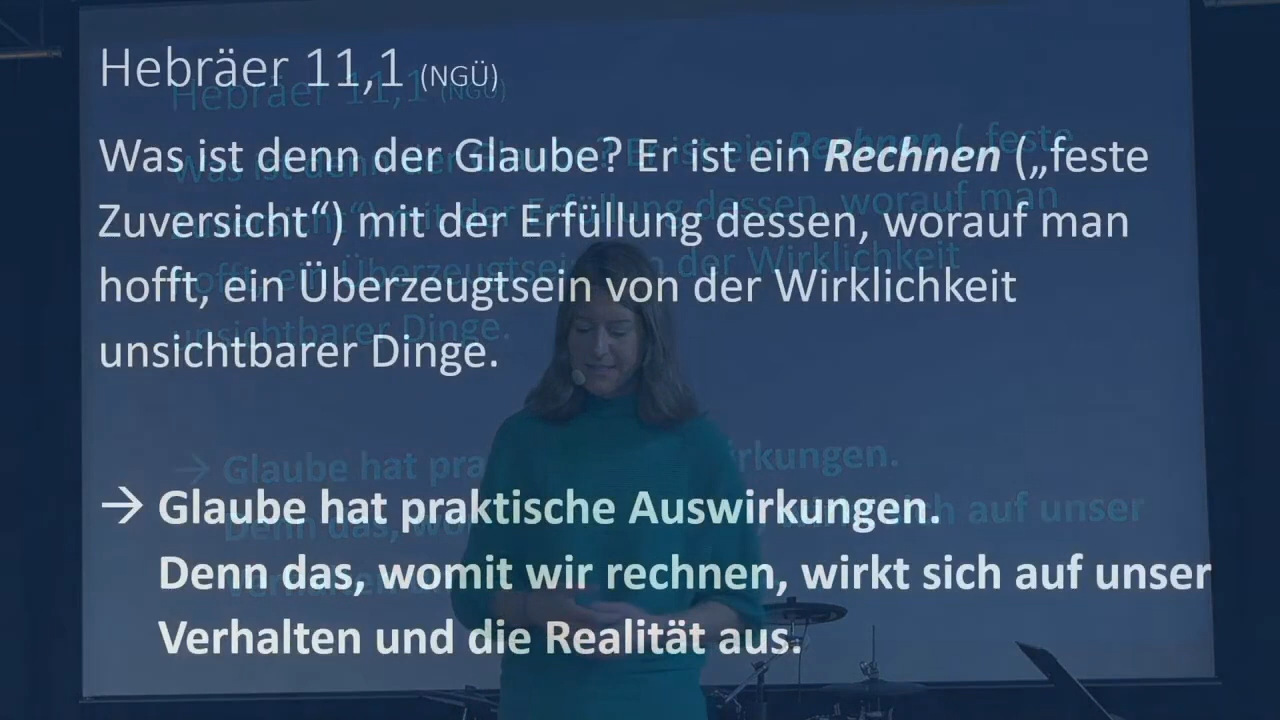 Hebräer 11,1 (NGÜ)
Was ist denn der Glaube? Er ist ein Rechnen („feste
Zuversicht“) mit der Erfüllung dessen, worauf man
hofft, ein Überzeugtsein von der Wirklichkeit
unsichtbarer Dinge.
→ Glaube hat praktische Auswirkungen.
Denn das, womit wir rechnen, wirkt sich auf unser
Verhalten und die Realität aus.